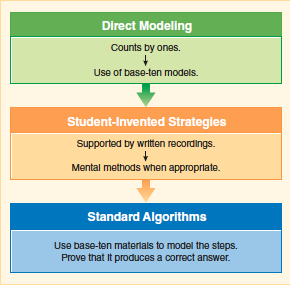 Direct Modeling
Counts by ones.
Use of base-ten models.
Student-Invented Strategies
Supported by written recordings.
Mental methods when appropriate.
Standard Algorithms
Use base-ten materials to model the steps.
Prove that it produces a correct answer.